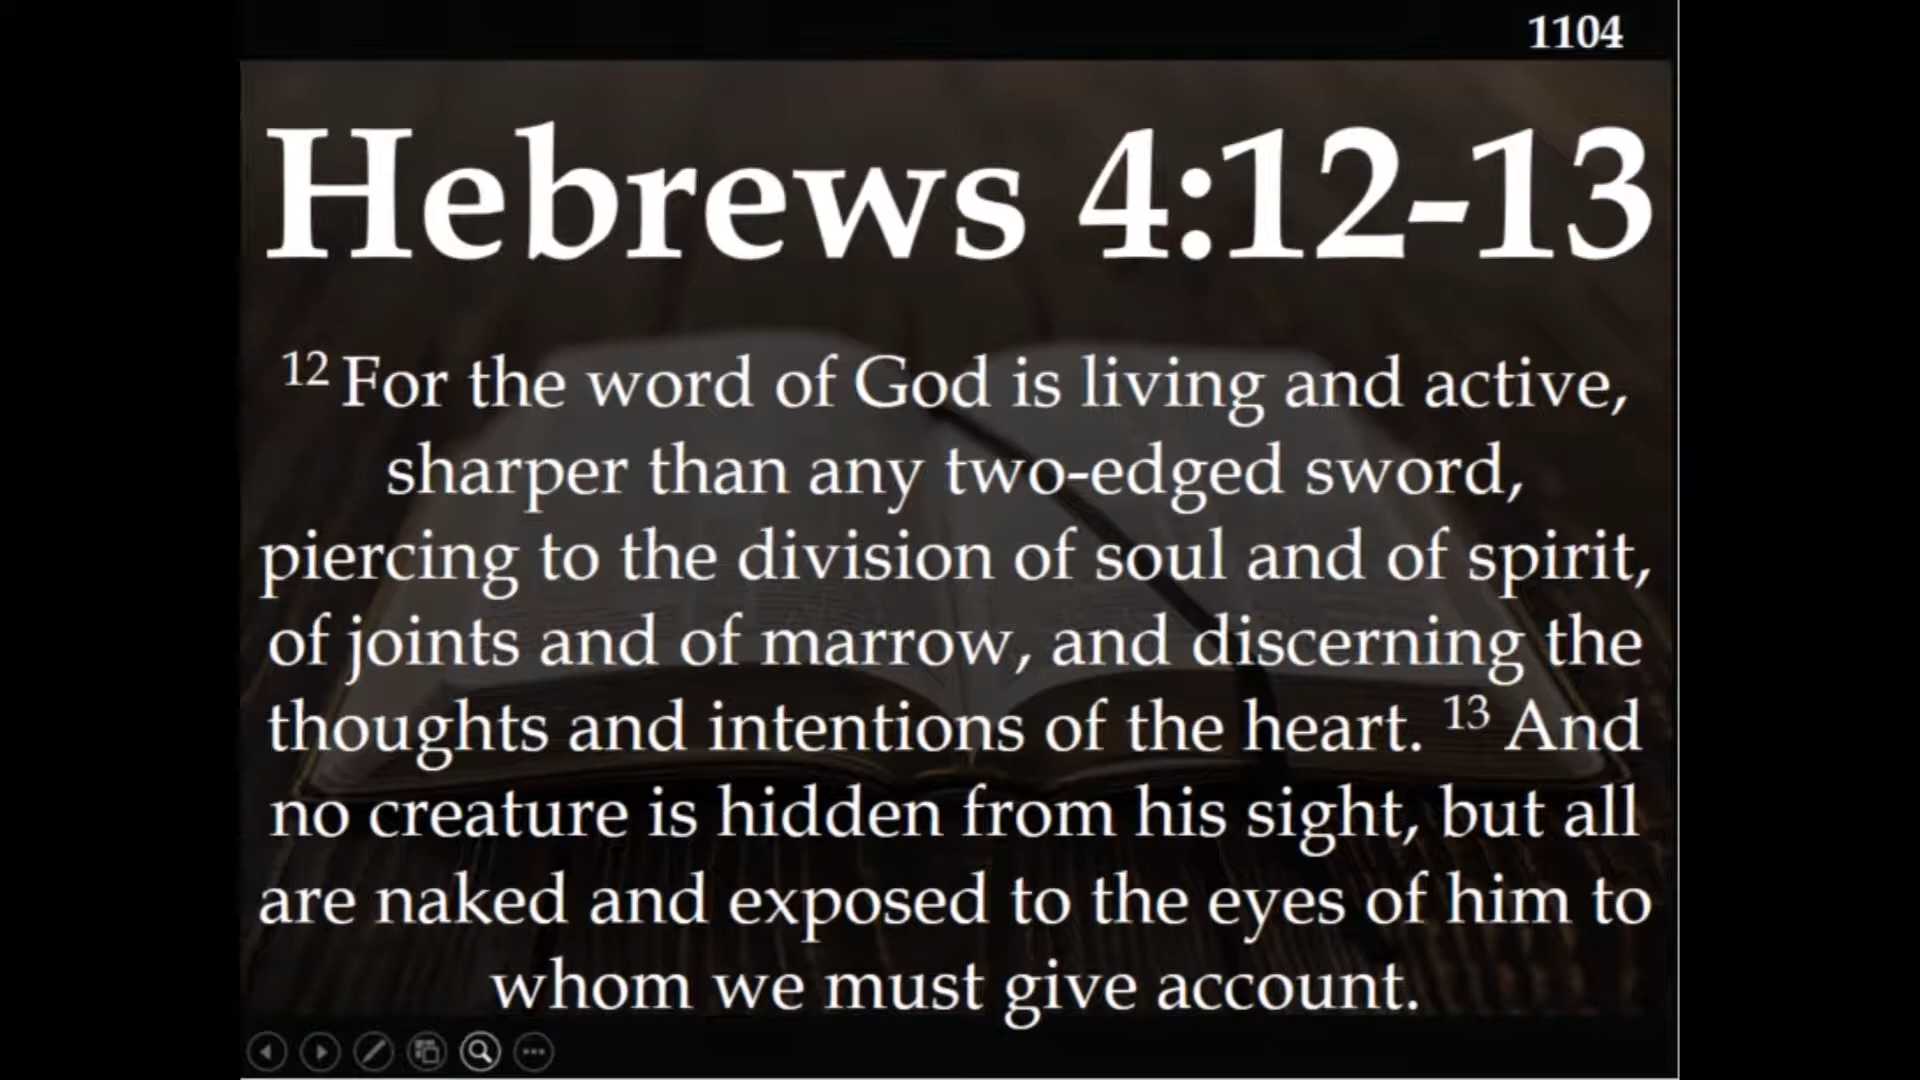 1104
Hebrews 4:12-13
12 For the word of God is living and active,
sharper than any two-edged sword,
piercing to the division of soul and of spirit,
of joints and of marrow, and discerning the
thoughts and intentions of the heart. 13 And
no creature is hidden from his sight, but all
are naked and exposed to the eyes of him to
whom we must give account.